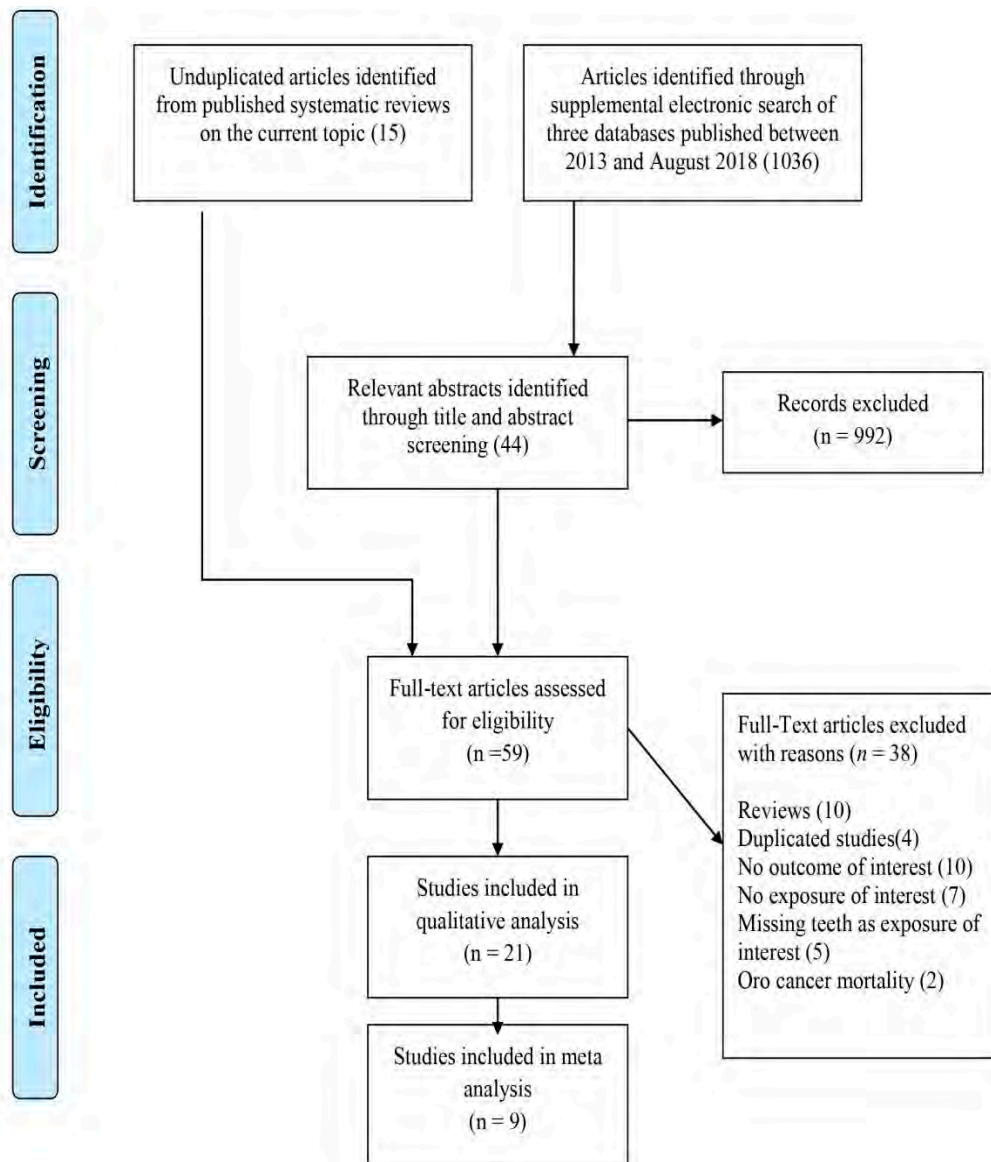 Identification
Unduplicated articles identified
from published systematic reviews
on the current topic (15)
Articles identified through
supplemental electronic search of
three databases published between
2013 and August 2018 (1036)
Screening
Relevant abstracts identified
through title and abstract
screening (44)
Records excluded
(n = 992)
Eligibility
Full-text articles assessed
for eligibility
(n =59)
Full-Text articles excluded
with reasons (n = 38)
Reviews (10)
Duplicated studies(4)
No outcome of interest (10)
No exposure of interest (7)
Missing teeth as exposure of
interest (5)
Oro cancer mortality (2)
Included
Studies included in
qualitative analysis
(n = 21)
Studies included in meta
analysis
(n = 9)